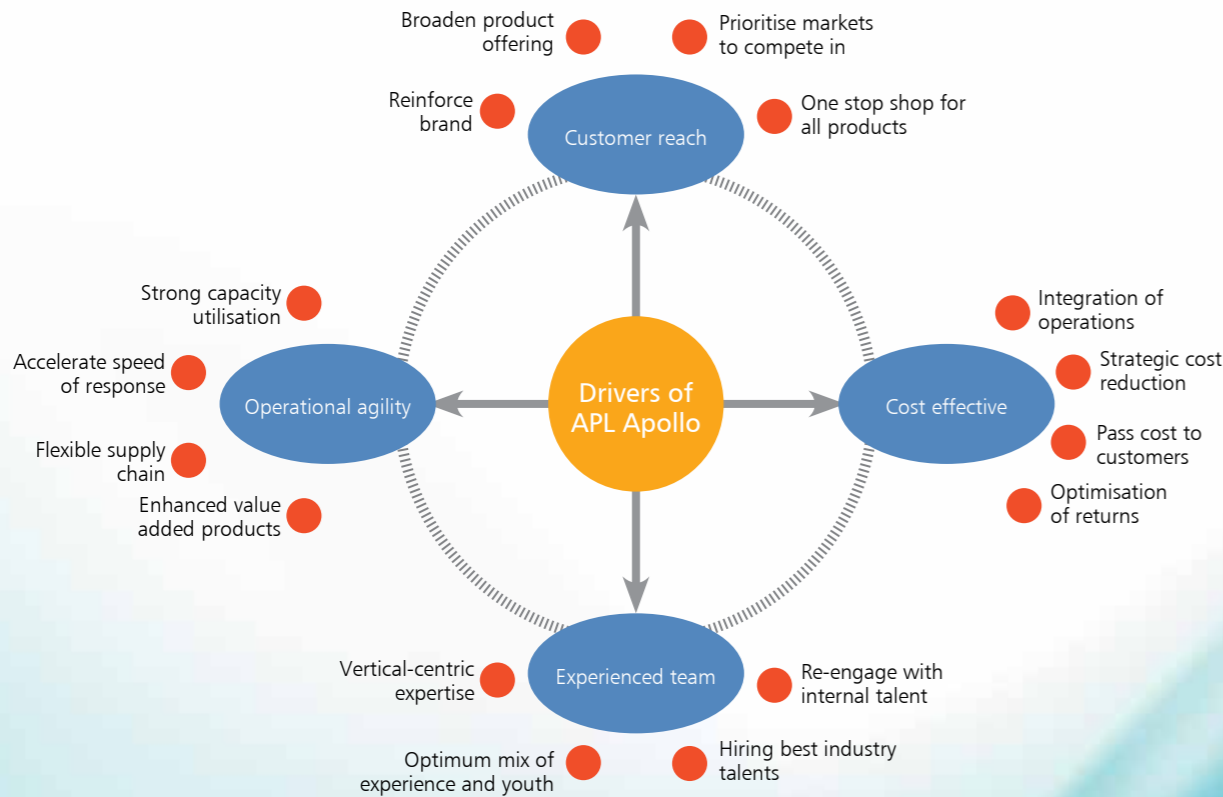 Broaden product
offering
Prioritise markets
to compete in
Reinforce
brand
One stop shop for
all products
Customer reach
Strong capacity
utilisation
Accelerate speed
of response
Flexible supply
chain
Enhanced value
added products
Operational agility
Drivers of
APL Apollo
Cost effective
Integration of
operations
Strategic cost
reduction
Pass cost to
customers
Optimisation
of returns
Experienced team
Vertical-centric
expertise
Re-engage with
internal talent
Optimum mix of
experience and youth
Hiring best industry
talents